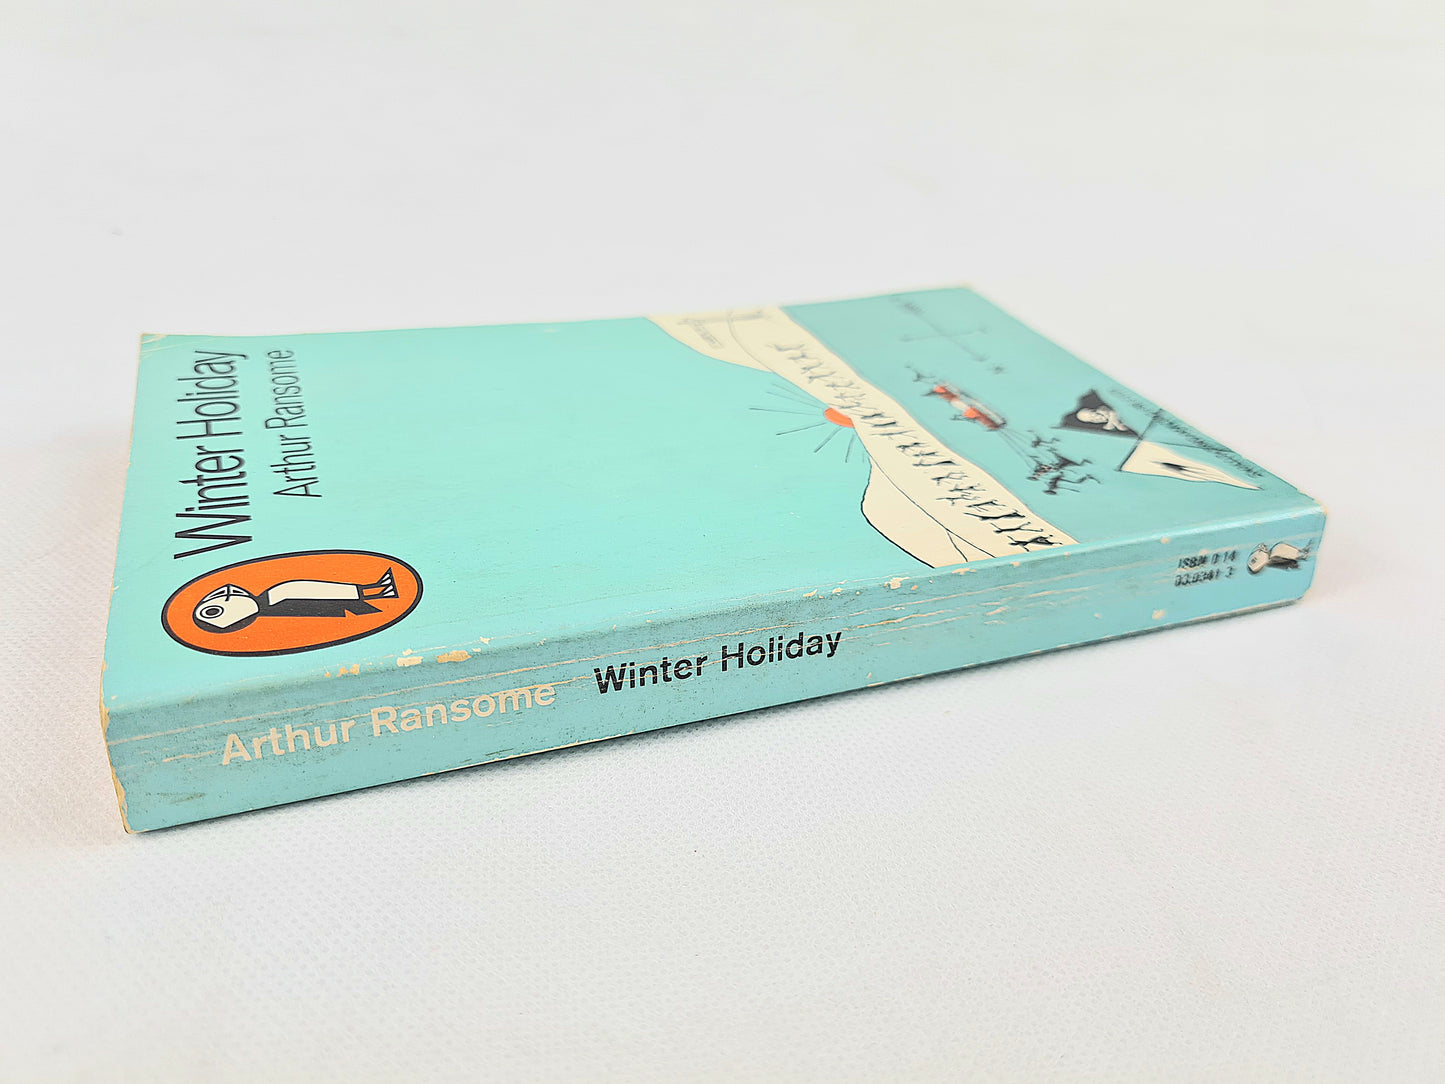 Winter Holiday
Arthur Ransome
Arthur Ransome Winter Holiday
ISBN 0 14
03.0341 3